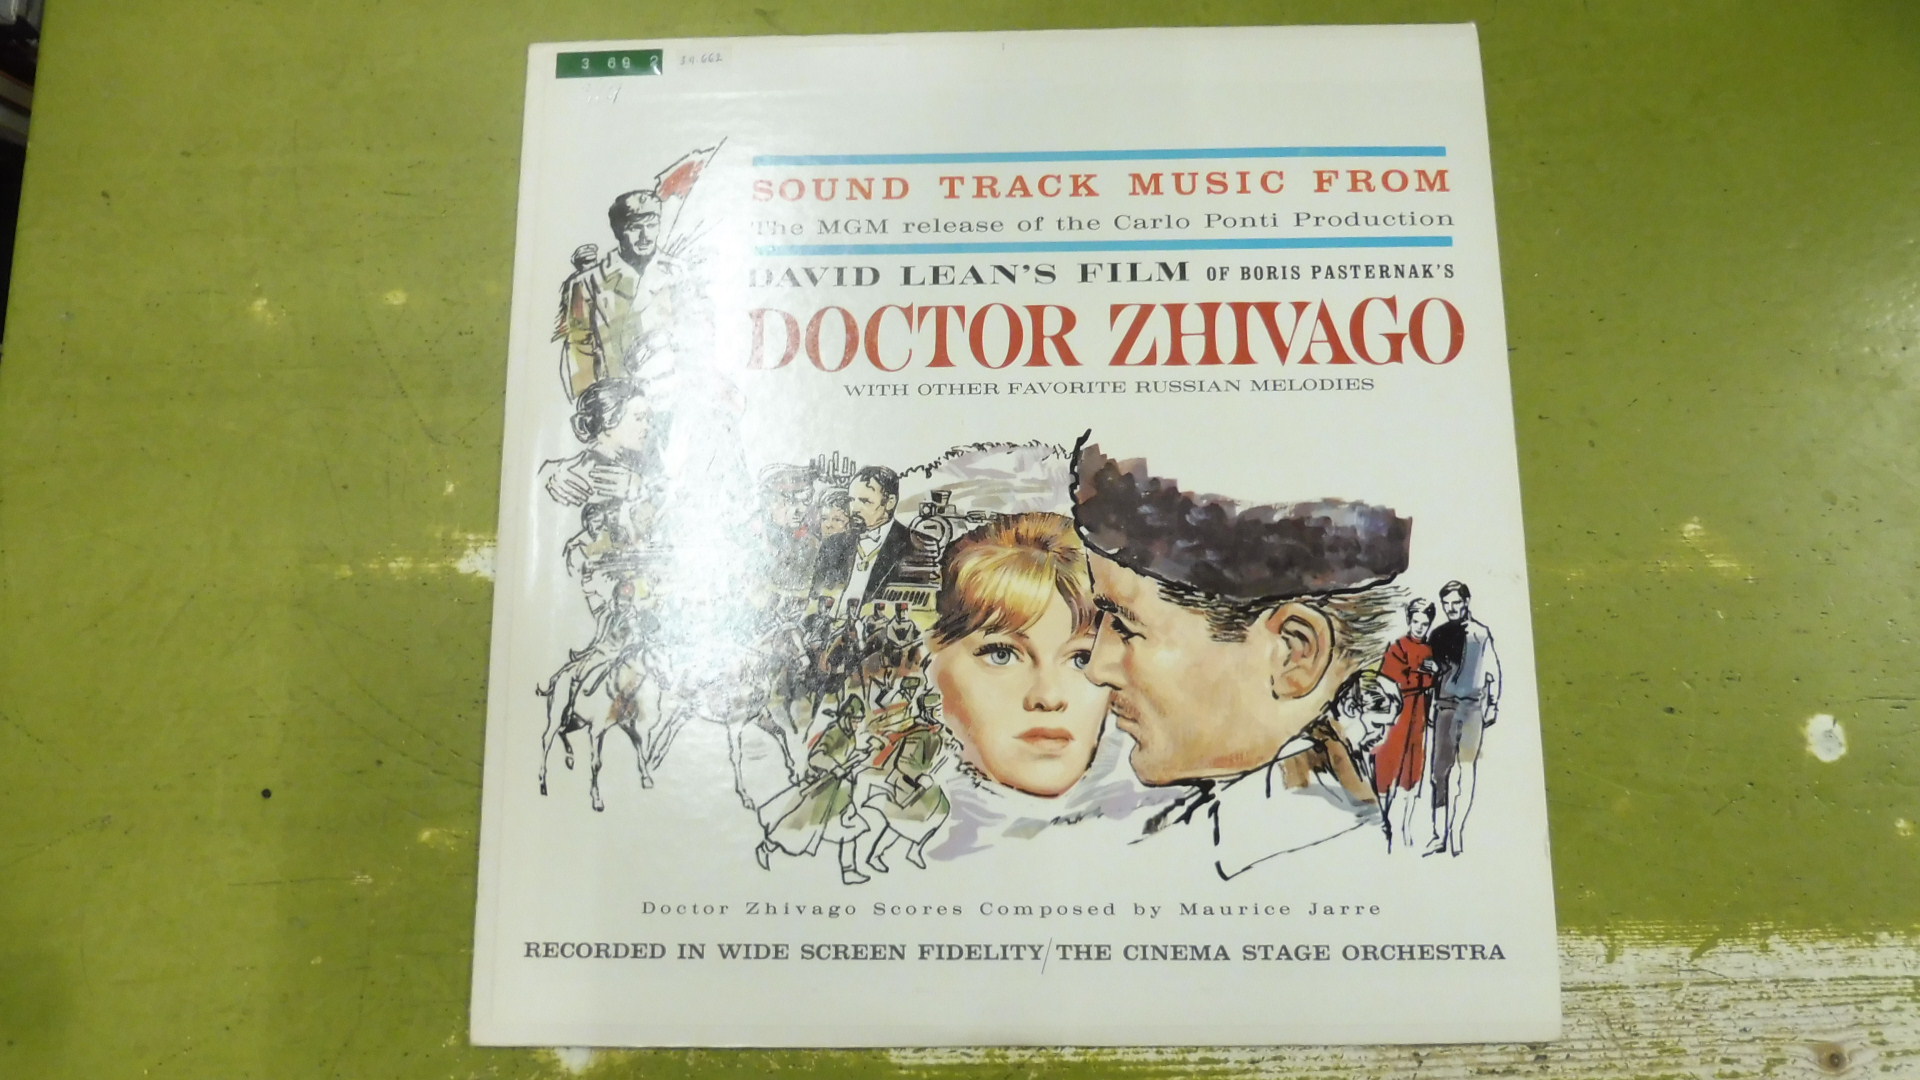 3 69 2
SOUND TRACK MUSIC FROM
The MGM release of the Carlo Ponti Production
DAVID LEAN'S FILM OF BORIS PASTERNAK'S
DOCTOR ZHIVAGO
WITH OTHER FAVORITE RUSSIAN MELODIES
Doctor Zhivago Scores Composed by Maurice Jarre
RECORDED IN WIDE SCREEN FIDELITY/THE CINEMA STAGE ORCHESTRA